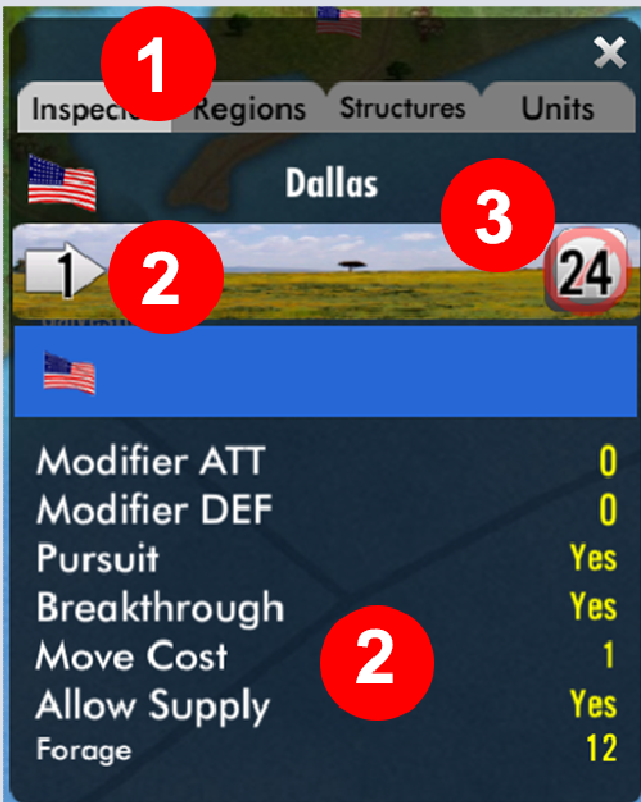 1
Regions Structures Units
Dallas
3
1
2
24
Modifier ATT 0
Modifier DEF 0
Pursuit Yes
Breakthrough Yes
2
Move Cost 1
Allow Supply Yes
Forage 12